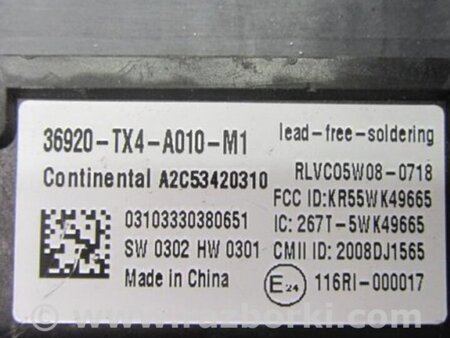 36920-TX4-A010-M1
lead-free-soldering
Continental A2C53420310
RLVC05W08-0718
FCC ID:KR55WK49665
03103330380651
IC: 267T-5WK49665
SW 0302 HW 0301
CMII ID: 2008DJ1565
Made in China
E24
116RI-000017
www.razborki.com